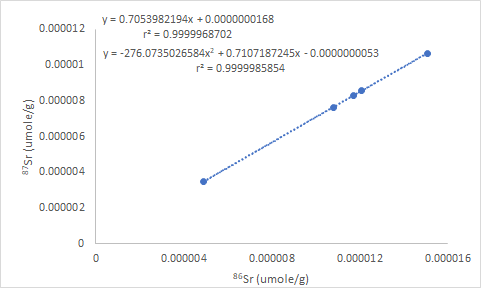 y = 0.7053982194x + 0.0000000168
r² = 0.9999968702
y = -276.0735026584x² + 0.7107187245x - 0.0000000053
r² = 0.9999985854
0.000012
0.00001
0.000008
0.000006
0.000004
0.000002
0
⁸⁷Sr (umole/g)
0 0.000004 0.000008 0.000012 0.000016
⁸⁶Sr (umole/g)